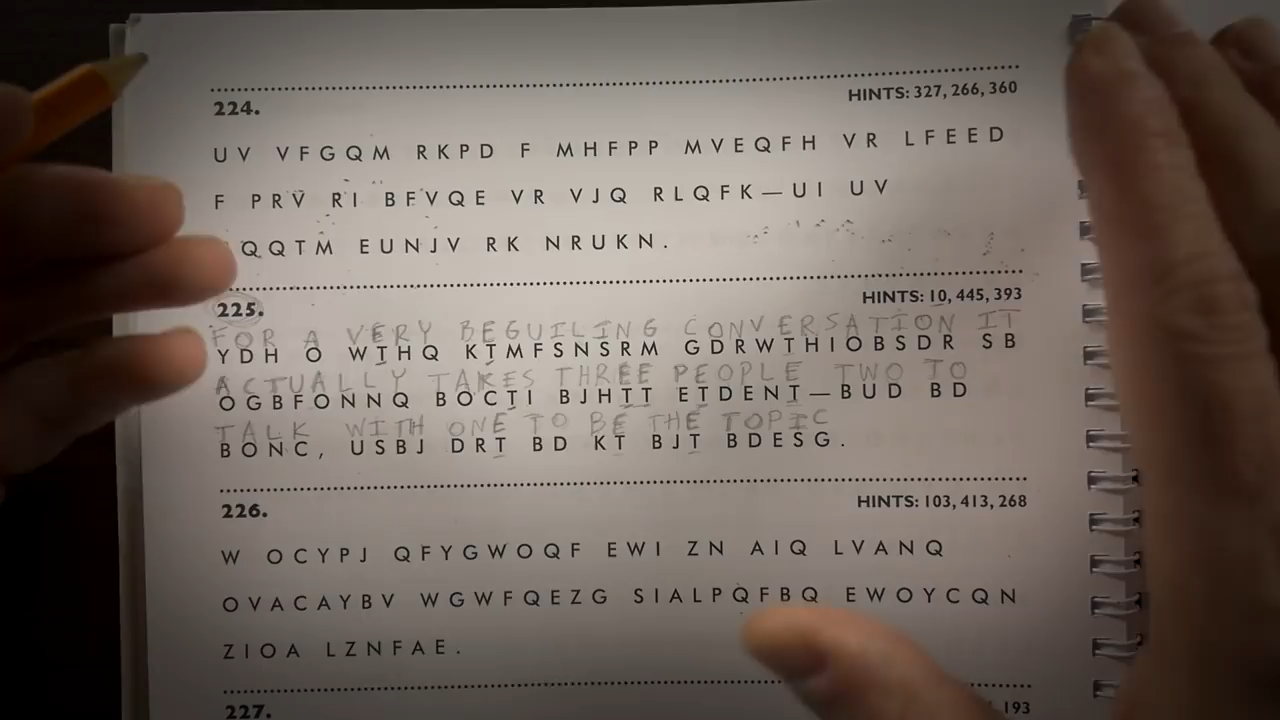 224. HINTS: 327, 266, 360
UV VFGQM RKPD F MHFPP MVEQFH VR LFEED
F PRV RI BFVQE VR VJQ RLQFK—UI UV
QQTM EUNJV RK NRUKN.
225. HINTS: 10, 445, 393
FOR A VERY BEGUILING CONVERSATION IT
YDH O WTHQ KTMFSNSRM GDRWTHIOBSDR SB
ACTUALLY TAKES THREE PEOPLE TWO TO
OGBFONNQ BOCTI BJHTT ETDENT—BUD BD
TALK WITH ONE TO BE THE TOPIC
BONC, USBJ DRT BD KT BJT BDESG.
226. HINTS: 103, 413, 268
W OCYPJ QFYGWOQF EWI ZN AIQ LVANQ
OVACAYBV WGWFQEZG SIALPQFBQ EWOYCQN
ZIOA LZNFAE.
227. 193